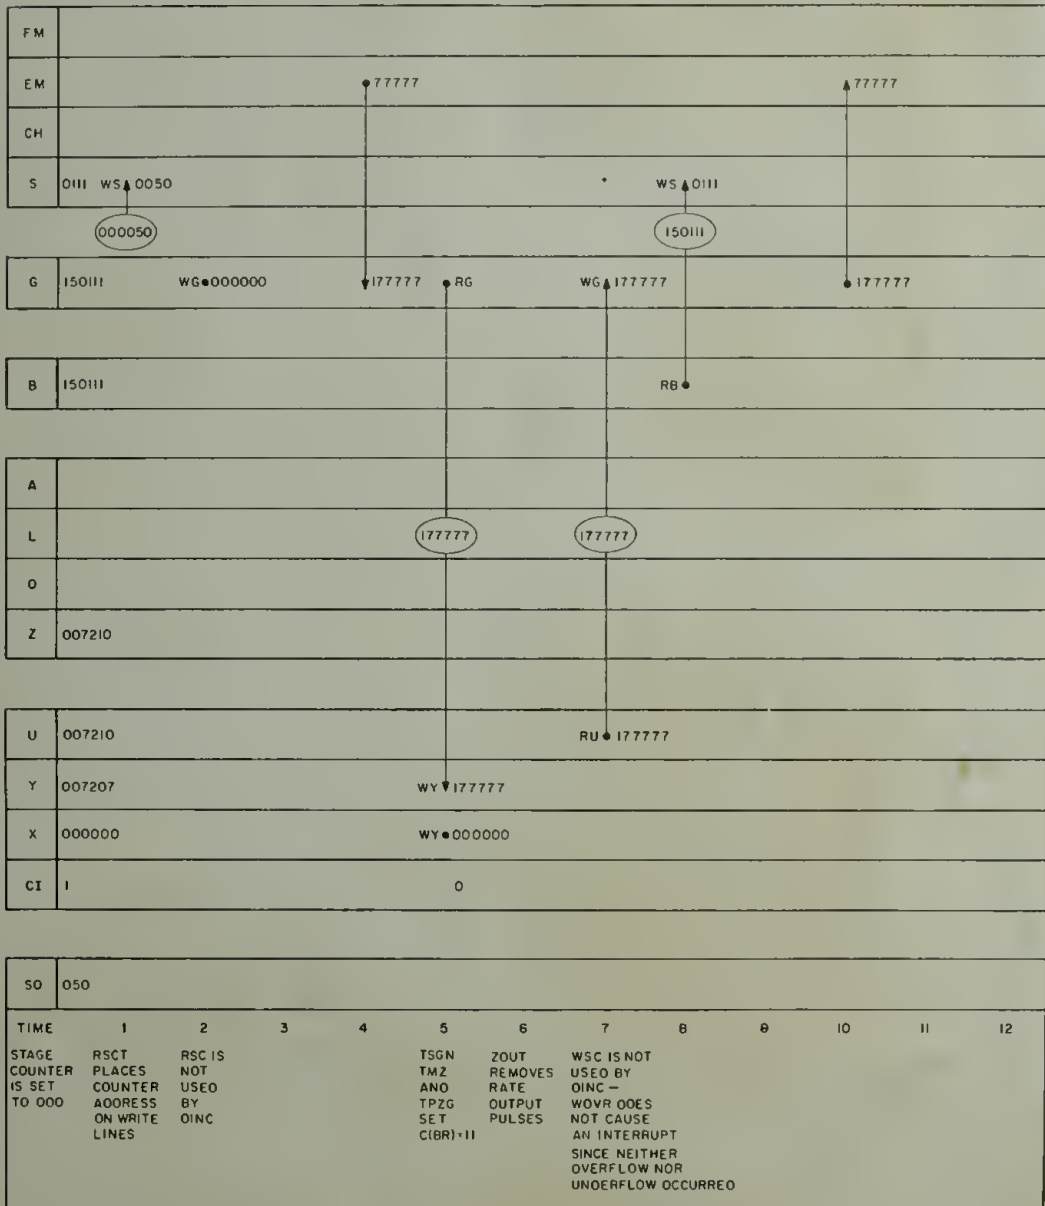 FM
EM 77777 77777
CH
S 0111 WS 0050 WS 0111
000050 150111
G 150111 WG 000000 177777 RG WG 177777 177777
B 150111 RB
A
L 177777 177777
O
Z 007210
U 007210 RU 177777
Y 007207 WY 177777
X 000000 WY 000000
CI 1 0
SO 050
TIME 1 2 3 4 5 6 7 8 9 10 11 12
STAGE RSCT RSC IS TSGN ZOUT WSC IS NOT
COUNTER PLACES NOT TMZ REMOVES USED BY
IS SET COUNTER USED AND RATE OINC –
TO 000 ADDRESS BY TPZG OUTPUT WOVR DOES
ON WRITE OINC SET PULSES NOT CAUSE
LINES C(BR)=11 AN INTERRUPT
SINCE NEITHER
OVERFLOW NOR
UNDERFLOW OCCURRED